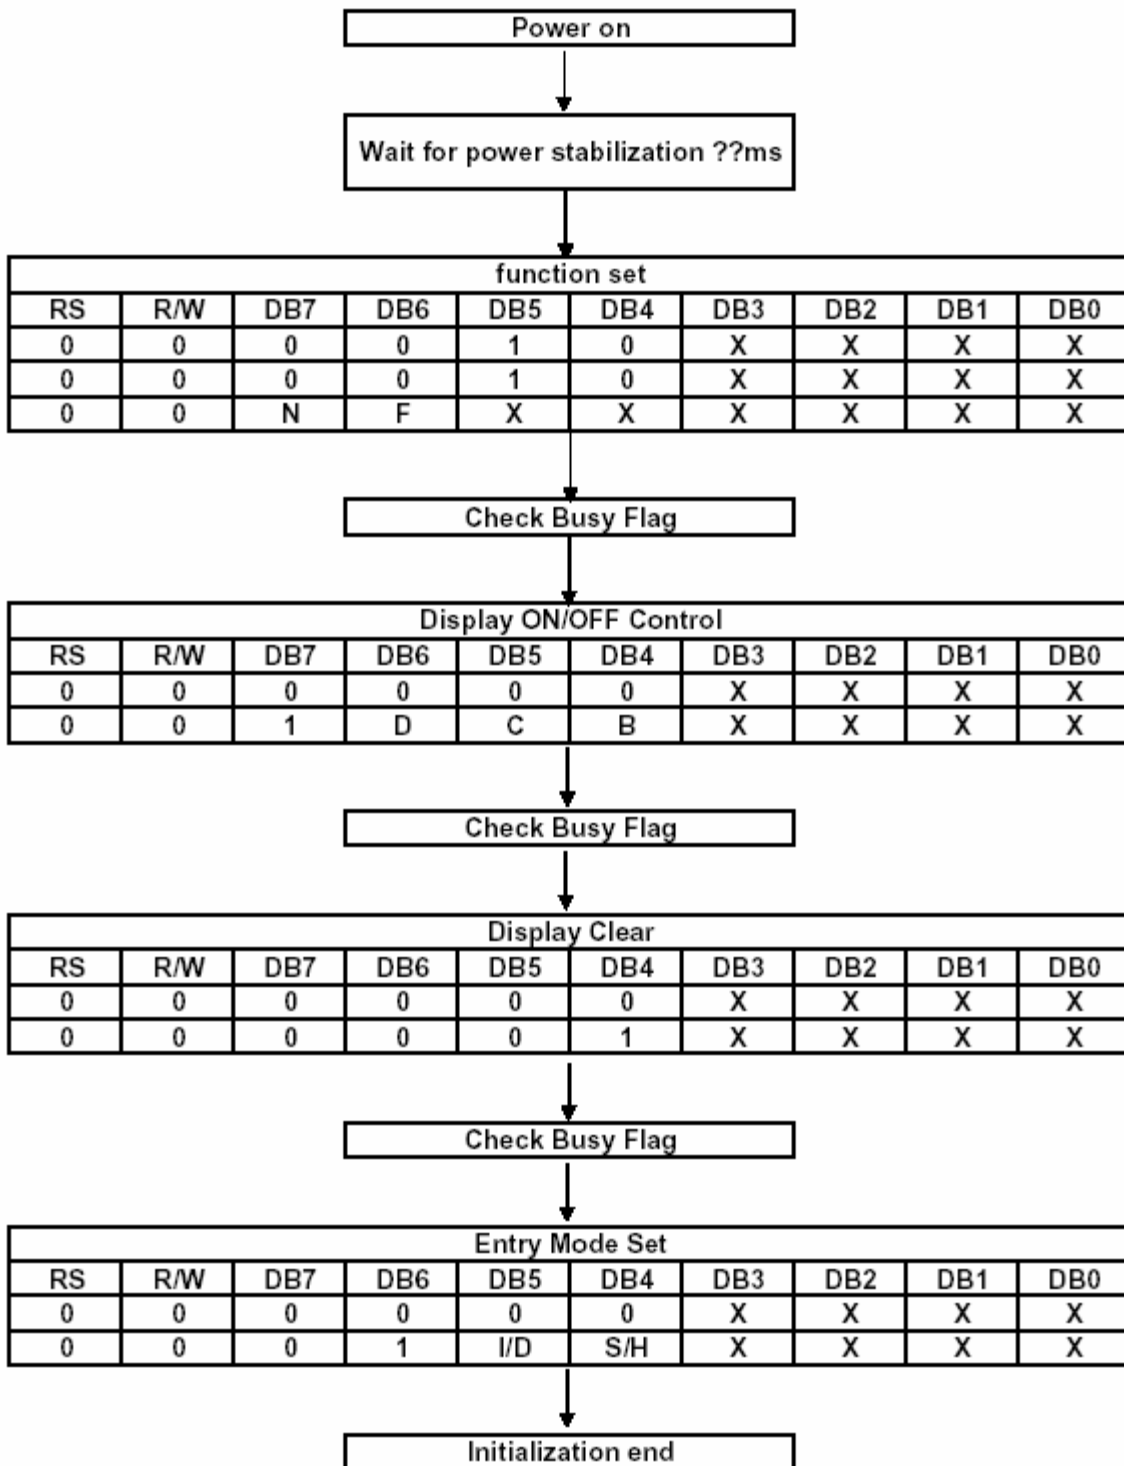 Power on
Wait for power stabilization ??ms
function set
RS R/W DB7 DB6 DB5 DB4 DB3 DB2 DB1 DB0
0 0 0 0 1 0 X X X X
0 0 0 0 1 0 X X X X
0 0 N F X X X X X X
Check Busy Flag
Display ON/OFF Control
RS R/W DB7 DB6 DB5 DB4 DB3 DB2 DB1 DB0
0 0 0 0 0 0 X X X X
0 0 1 D C B X X X X
Check Busy Flag
Display Clear
RS R/W DB7 DB6 DB5 DB4 DB3 DB2 DB1 DB0
0 0 0 0 0 0 X X X X
0 0 0 0 0 1 X X X X
Check Busy Flag
Entry Mode Set
RS R/W DB7 DB6 DB5 DB4 DB3 DB2 DB1 DB0
0 0 0 0 0 0 X X X X
0 0 0 1 I/D S/H X X X X
Initialization end